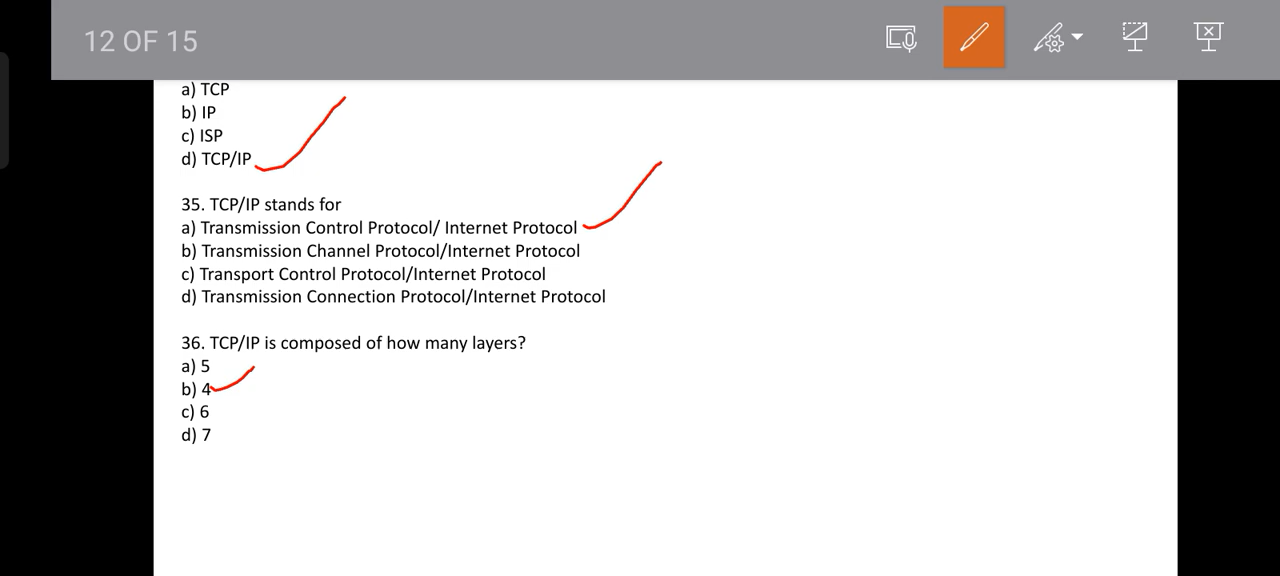 12 OF 15
a) TCP
b) IP
c) ISP
d) TCP/IP
35. TCP/IP stands for
a) Transmission Control Protocol/ Internet Protocol
b) Transmission Channel Protocol/Internet Protocol
c) Transport Control Protocol/Internet Protocol
d) Transmission Connection Protocol/Internet Protocol
36. TCP/IP is composed of how many layers?
a) 5
b) 4
c) 6
d) 7